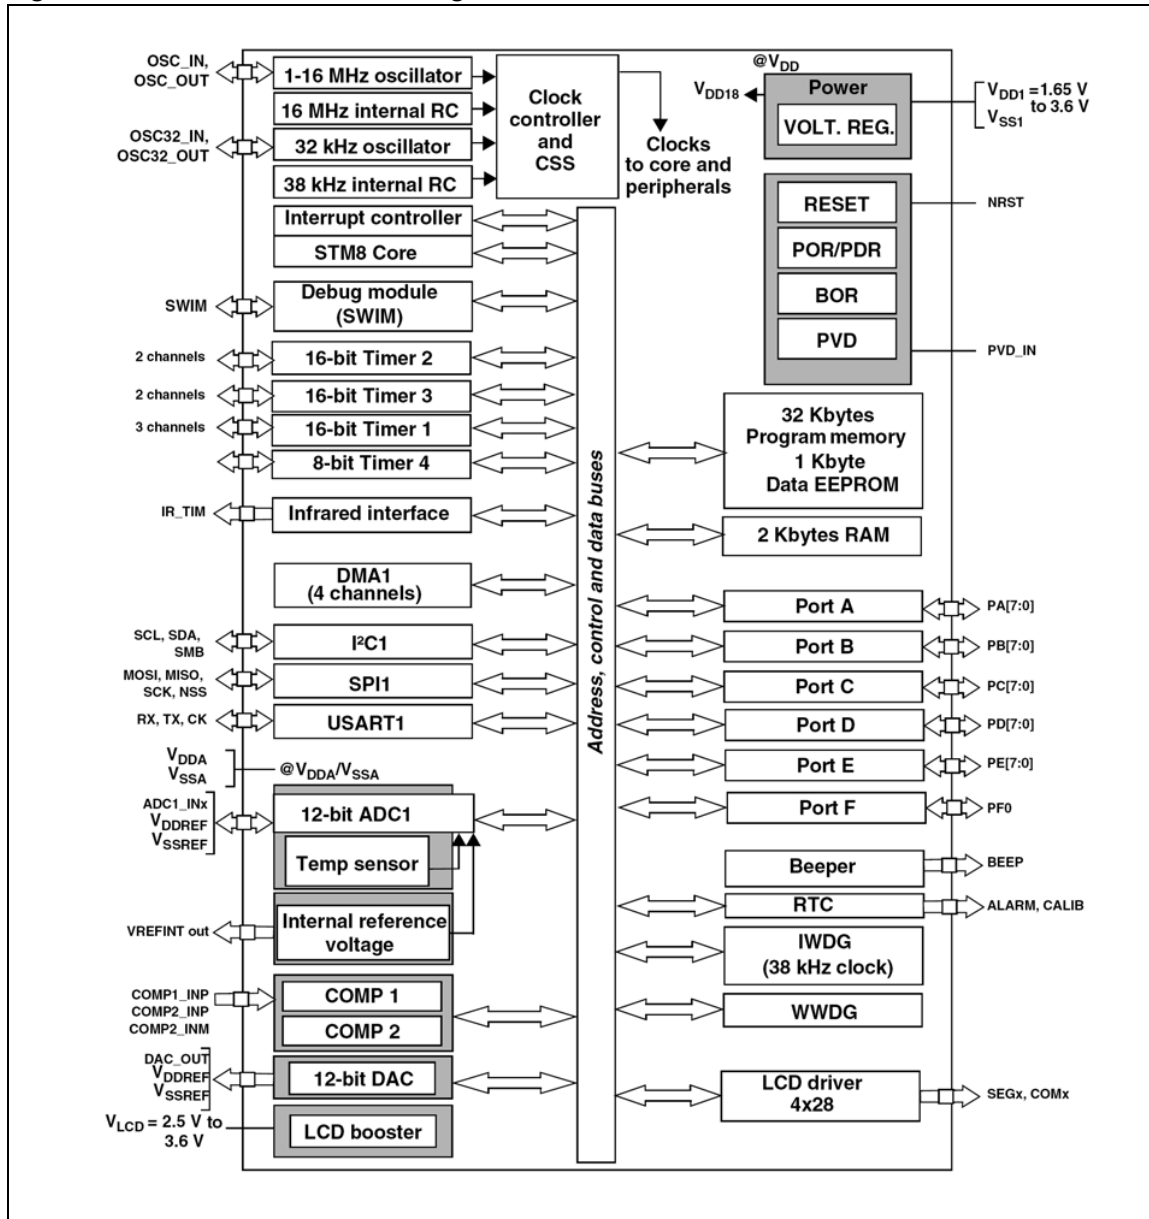 OSC_IN,
OSC_OUT
1-16 MHz oscillator
16 MHz internal RC
OSC32_IN,
OSC32_OUT
32 kHz oscillator
38 kHz internal RC
Clock
controller
and
CSS
Clocks
to core and
peripherals
@VDD
VDD18
Power
VOLT. REG.
VDD1 = 1.65 V
to 3.6 V
VSS1
RESET
NRST
POR/PDR
BOR
PVD
PVD_IN
Interrupt controller
STM8 Core
SWIM
Debug module
(SWIM)
2 channels
16-bit Timer 2
2 channels
16-bit Timer 3
3 channels
16-bit Timer 1
8-bit Timer 4
IR_TIM
Infrared interface
DMA1
(4 channels)
SCL, SDA,
SMB
I²C1
MOSI, MISO,
SCK, NSS
SPI1
RX, TX, CK
USART1
VDDA
VSSA
@VDDA/VSSA
ADC1_INx
VDDREF
VSSREF
12-bit ADC1
Temp sensor
VREFINT out
Internal reference
voltage
COMP1_INP
COMP2_INP
COMP2_INM
COMP 1
COMP 2
DAC_OUT
VDDREF
VSSREF
12-bit DAC
VLCD = 2.5 V to
3.6 V
LCD booster
Address, control and data buses
32 Kbytes
Program memory
1 Kbyte
Data EEPROM
2 Kbytes RAM
Port A
PA[7:0]
Port B
PB[7:0]
Port C
PC[7:0]
Port D
PD[7:0]
Port E
PE[7:0]
Port F
PF0
Beeper
BEEP
RTC
ALARM, CALIB
IWDG
(38 kHz clock)
WWDG
LCD driver
4x28
SEGx, COMx